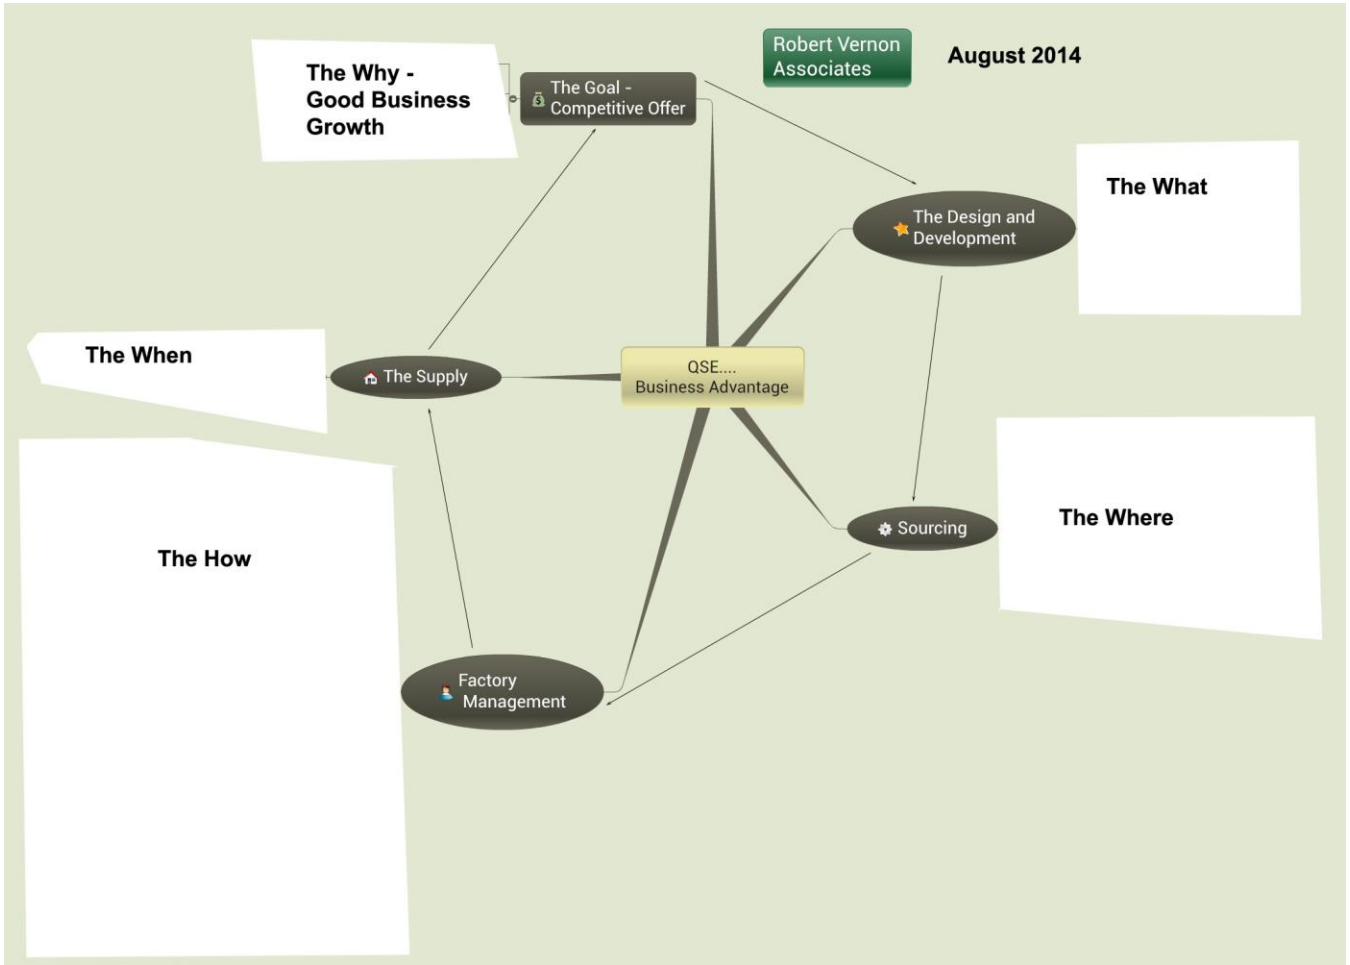 Robert Vernon
Associates
August 2014
The Why -
Good Business
Growth
The Goal -
Competitive Offer
The What
The Design and
Development
The When
The Supply
QSE....
Business Advantage
The Where
Sourcing
The How
Factory
Management